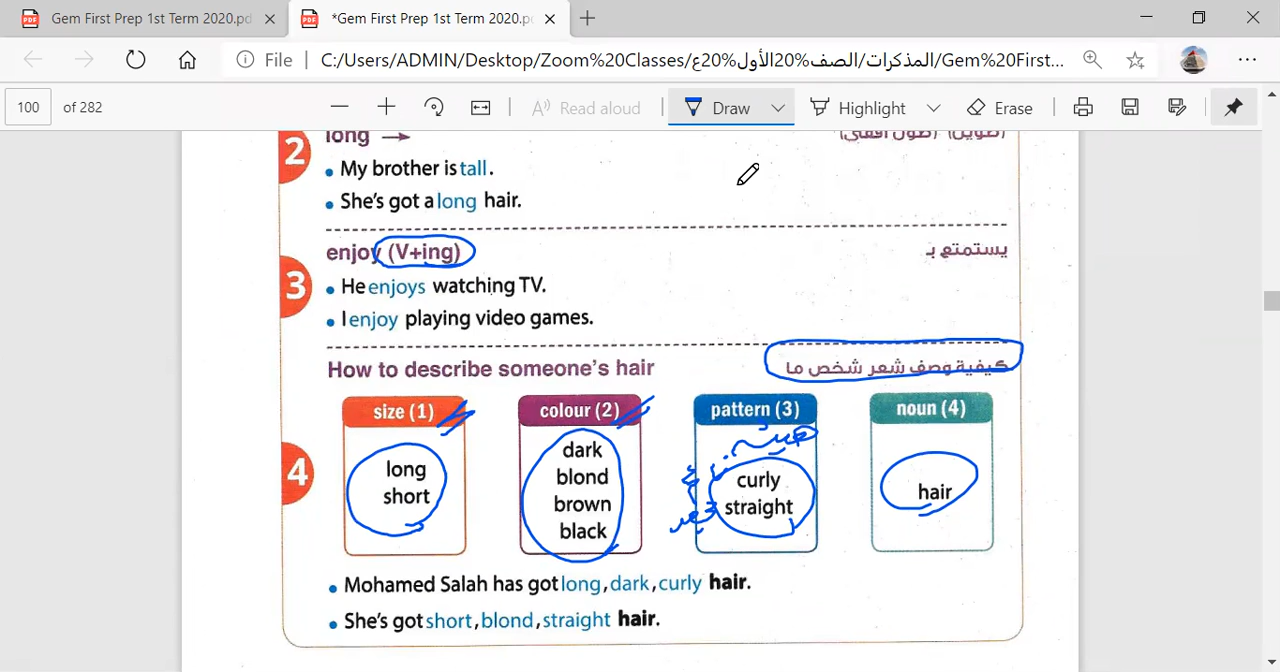 Gem First Prep 1st Term 2020.pd
*Gem First Prep 1st Term 2020.p
File C:/Users/ADMIN/Desktop/Zoom%20Classes/المذكرات/الصف%20الأول%20ع/Gem%20First...
100 of 282 Read aloud Draw Highlight Erase
2 long →
• My brother is tall.
• She's got a long hair.
3 enjoy (V+ing) يستمتع بـ
• He enjoys watching TV.
• I enjoy playing video games.
How to describe someone's hair كيفية وصف شعر شخص ما
4
size (1) colour (2) pattern (3) noun (4)
long dark curly hair
short blond straight
brown
black
• Mohamed Salah has got long, dark, curly hair.
• She's got short, blond, straight hair.